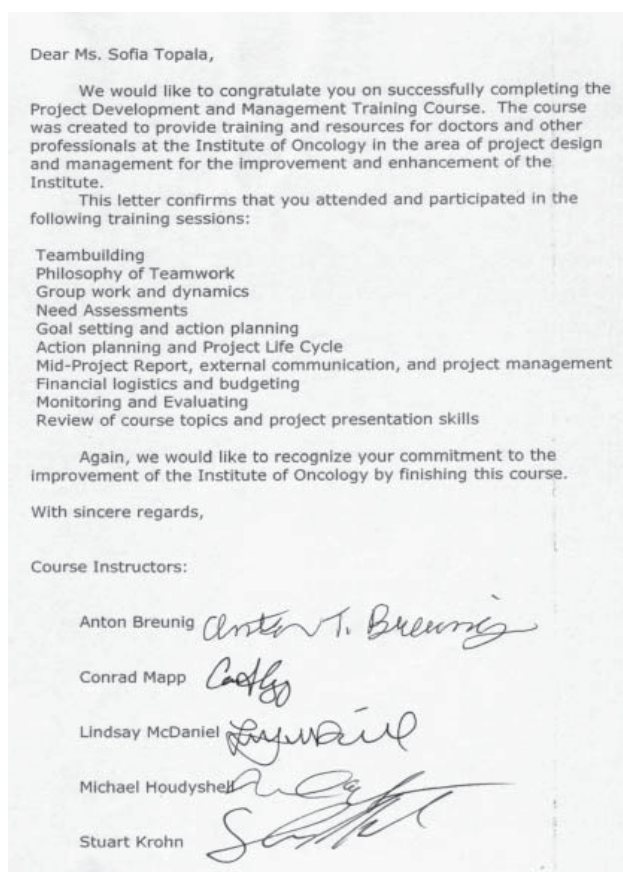 Dear Ms. Sofia Topala,
We would like to congratulate you on successfully completing the
Project Development and Management Training Course. The course
was created to provide training and resources for doctors and other
professionals at the Institute of Oncology in the area of project design
and management for the improvement and enhancement of the
Institute.
This letter confirms that you attended and participated in the
following training sessions:
Teambuilding
Philosophy of Teamwork
Group work and dynamics
Need Assessments
Goal setting and action planning
Action planning and Project Life Cycle
Mid-Project Report, external communication, and project management
Financial logistics and budgeting
Monitoring and Evaluating
Review of course topics and project presentation skills
Again, we would like to recognize your commitment to the
improvement of the Institute of Oncology by finishing this course.
With sincere regards,
Course Instructors:
Anton Breunig Anton T. Breunig
Conrad Mapp
Lindsay McDaniel
Michael Houdyshell
Stuart Krohn